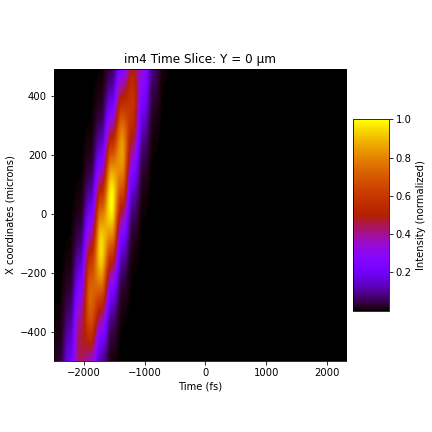 im4 Time Slice: Y = 0 μm
400
200
0
−200
−400
X coordinates (microns)
−2000 −1000 0 1000 2000
Time (fs)
1.0
0.8
0.6
0.4
0.2
Intensity (normalized)